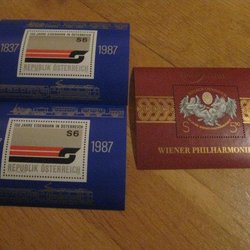 1837
1987
150 JAHRE EISENBAHN IN ÖSTERREICH
S6
REPUBLIK ÖSTERREICH
1987
150 JAHRE EISENBAHN IN ÖSTERREICH
S6
REPUBLIK ÖSTERREICH
WIENER PHILHARMONI